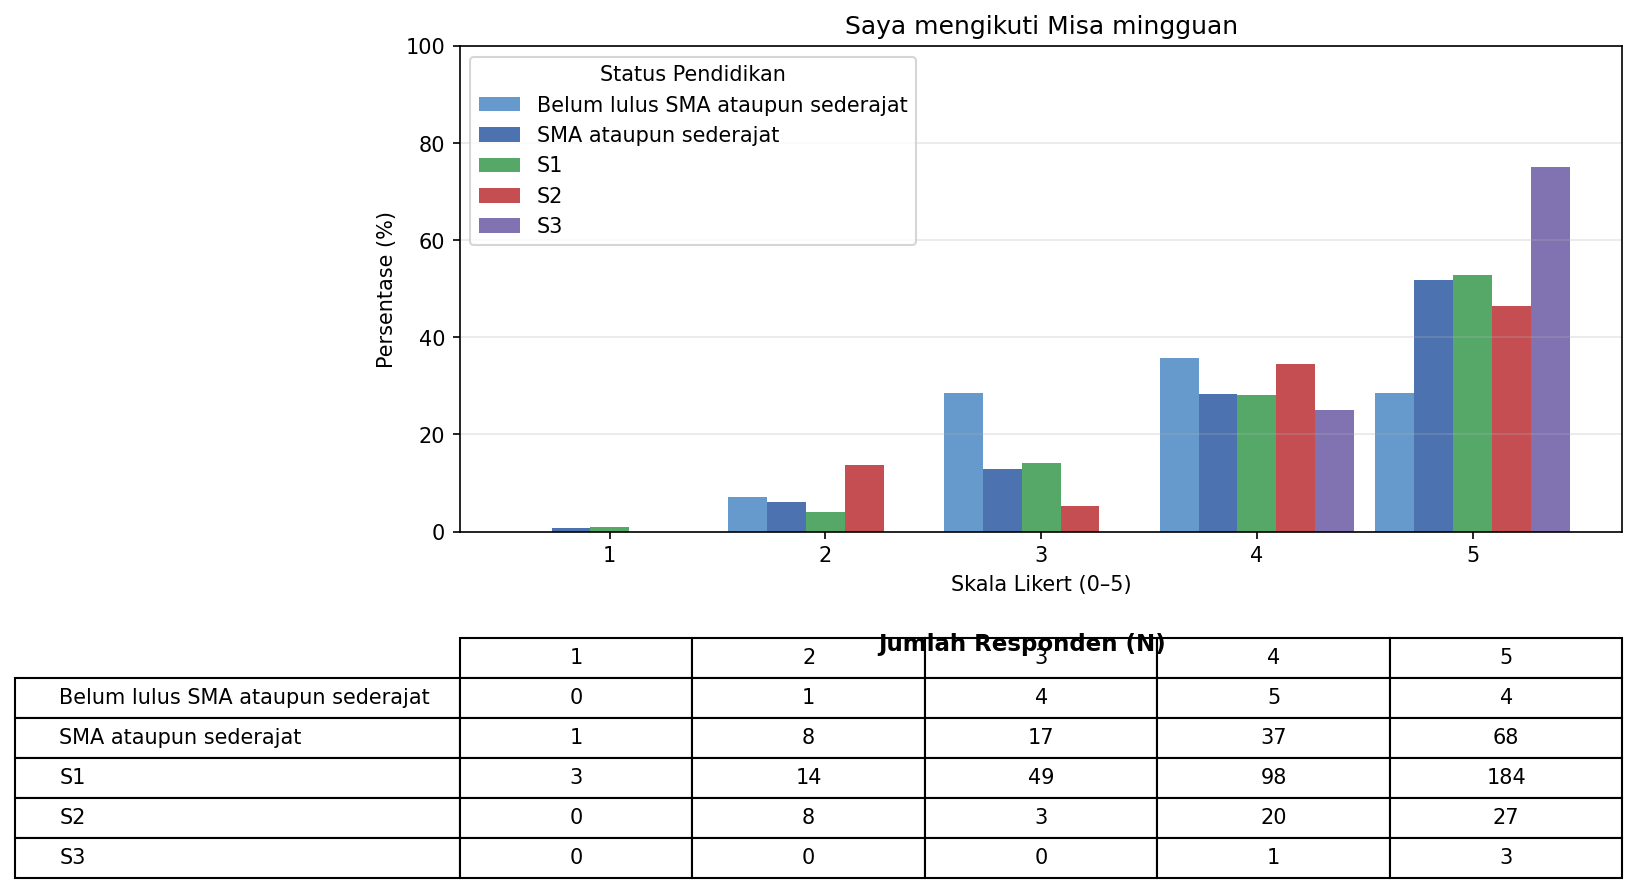 Saya mengikuti Misa mingguan
Persentase (%)
100
80
60
40
20
0
Status Pendidikan
Belum lulus SMA ataupun sederajat
SMA ataupun sederajat
S1
S2
S3
1 2 3 4 5
Skala Likert (0–5)
Jumlah Responden (N)
1 2 3 4 5
Belum lulus SMA ataupun sederajat 0 1 4 5 4
SMA ataupun sederajat 1 8 17 37 68
S1 3 14 49 98 184
S2 0 8 3 20 27
S3 0 0 0 1 3